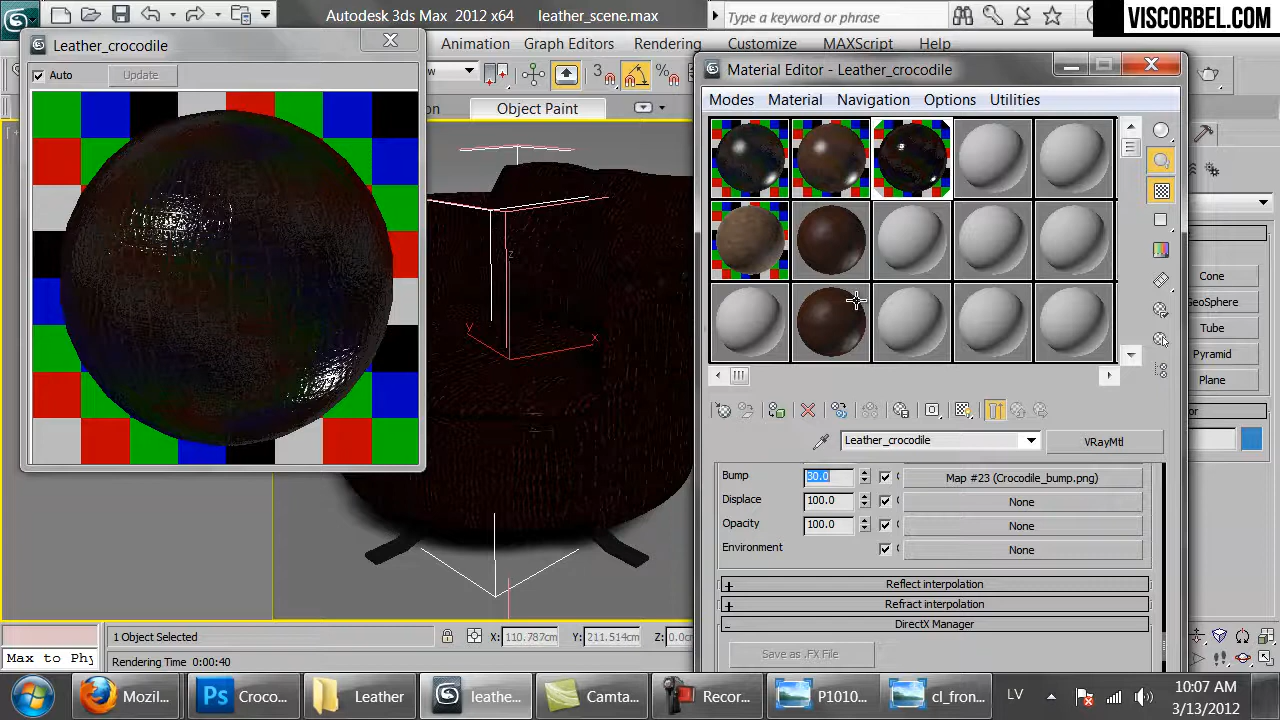 Autodesk 3ds Max 2012 x64
leather_scene.max
Type a keyword or phrase
VISCORBEL.COM
Leather_crocodile
Animation
Graph Editors
Rendering
Customize
MAXScript
Help
Auto
Update
Object Paint
Material Editor - Leather_crocodile
Modes
Material
Navigation
Options
Utilities
Cone
GeoSphere
Tube
Pyramid
Plane
z
y
x
Leather_crocodile
VRayMtl
Bump
30.0
Map #23 (Crocodile_bump.png)
Displace
100.0
None
Opacity
100.0
None
Environment
None
Reflect interpolation
Refract interpolation
DirectX Manager
Save as .FX File
1 Object Selected
X: 110.787cm
Y: 211.514cm
Z: 0.0c
Max to Phy
Rendering Time 0:00:40
Mozil...
Croco...
Leather
leathe...
Camta...
Recor...
P1010...
cl_fron...
LV
10:07 AM
3/13/2012